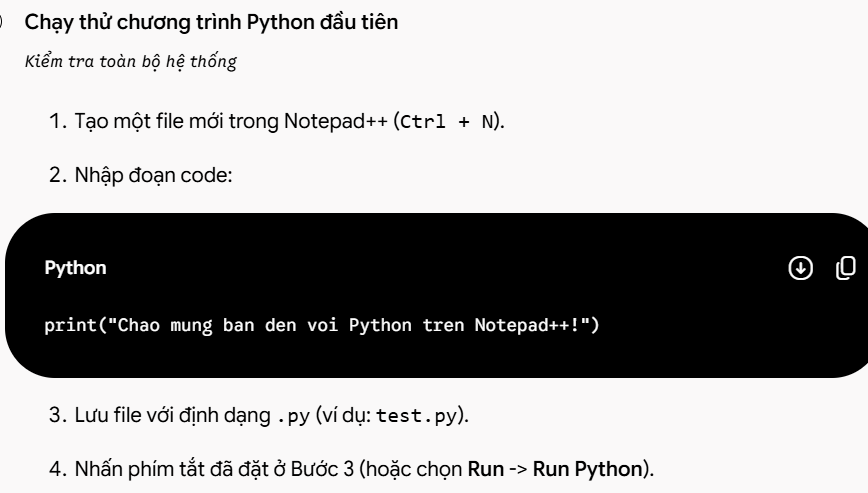 Chạy thử chương trình Python đầu tiên
Kiểm tra toàn bộ hệ thống
1. Tạo một file mới trong Notepad++ (Ctrl + N).
2. Nhập đoạn code:
Python
print("Chao mung ban den voi Python tren Notepad++!")
3. Lưu file với định dạng .py (ví dụ: test.py).
4. Nhấn phím tắt đã đặt ở Bước 3 (hoặc chọn Run -> Run Python).